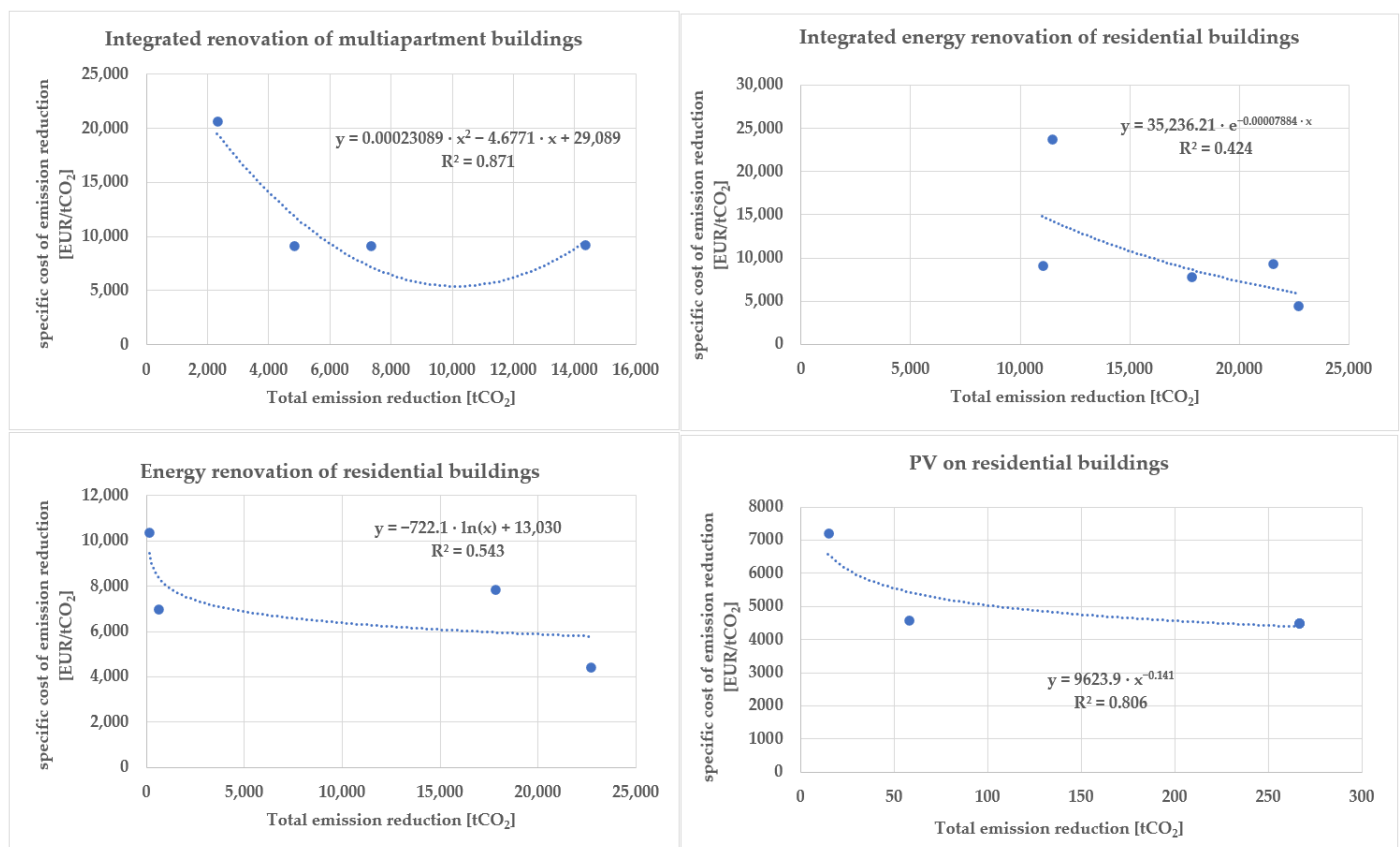 Integrated renovation of multiapartment buildings
specific cost of emission reduction
[EUR/tCO₂]
25,000
20,000
15,000
10,000
5,000
0
y = 0.00023089 · x² − 4.6771 · x + 29,089
R² = 0.871
0 2,000 4,000 6,000 8,000 10,000 12,000 14,000 16,000
Total emission reduction [tCO₂]
Integrated energy renovation of residential buildings
specific cost of emission reduction
[EUR/tCO₂]
30,000
25,000
20,000
15,000
10,000
5,000
0
y = 35,236.21 · e⁻⁰·⁰⁰⁰⁰⁷⁸⁸⁴ · ˣ
R² = 0.424
0 5,000 10,000 15,000 20,000 25,000
Total emission reduction [tCO₂]
Energy renovation of residential buildings
specific cost of emission reduction
[EUR/tCO₂]
12,000
10,000
8,000
6,000
4,000
2,000
0
y = −722.1 · ln(x) + 13,030
R² = 0.543
0 5,000 10,000 15,000 20,000 25,000
Total emission reduction [tCO₂]
PV on residential buildings
specific cost of emission reduction
[EUR/tCO₂]
8000
7000
6000
5000
4000
3000
2000
1000
0
y = 9623.9 · x⁻⁰·¹⁴¹
R² = 0.806
0 50 100 150 200 250 300
Total emission reduction [tCO₂]